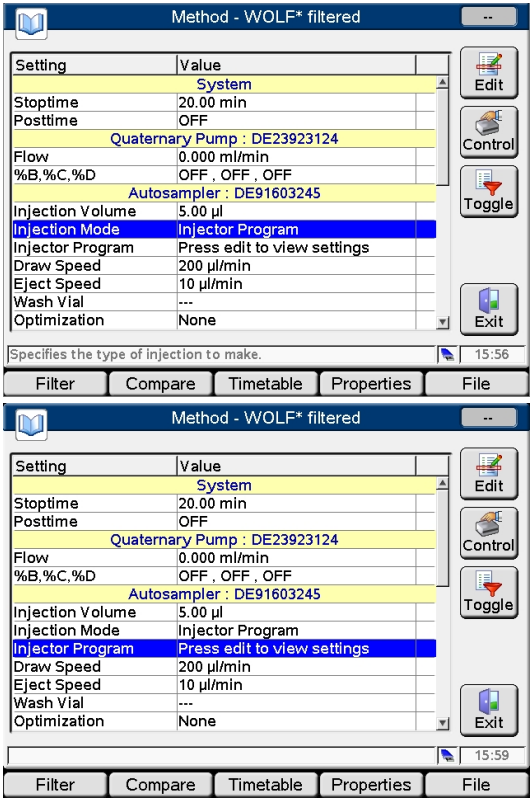 Method - WOLF* filtered
--
Setting Value
System
Edit
Stoptime 20.00 min
Posttime OFF
Quaternary Pump : DE23923124
Control
Flow 0.000 ml/min
%B,%C,%D OFF , OFF , OFF
Autosampler : DE91603245
Toggle
Injection Volume 5.00 µl
Injection Mode Injector Program
Injector Program Press edit to view settings
Draw Speed 200 µl/min
Eject Speed 10 µl/min
Wash Vial ---
Optimization None
Exit
Specifies the type of injection to make.
15:56
Filter Compare Timetable Properties File
Method - WOLF* filtered
--
Setting Value
System
Edit
Stoptime 20.00 min
Posttime OFF
Quaternary Pump : DE23923124
Control
Flow 0.000 ml/min
%B,%C,%D OFF , OFF , OFF
Autosampler : DE91603245
Toggle
Injection Volume 5.00 µl
Injection Mode Injector Program
Injector Program Press edit to view settings
Draw Speed 200 µl/min
Eject Speed 10 µl/min
Wash Vial ---
Optimization None
Exit
15:59
Filter Compare Timetable Properties File